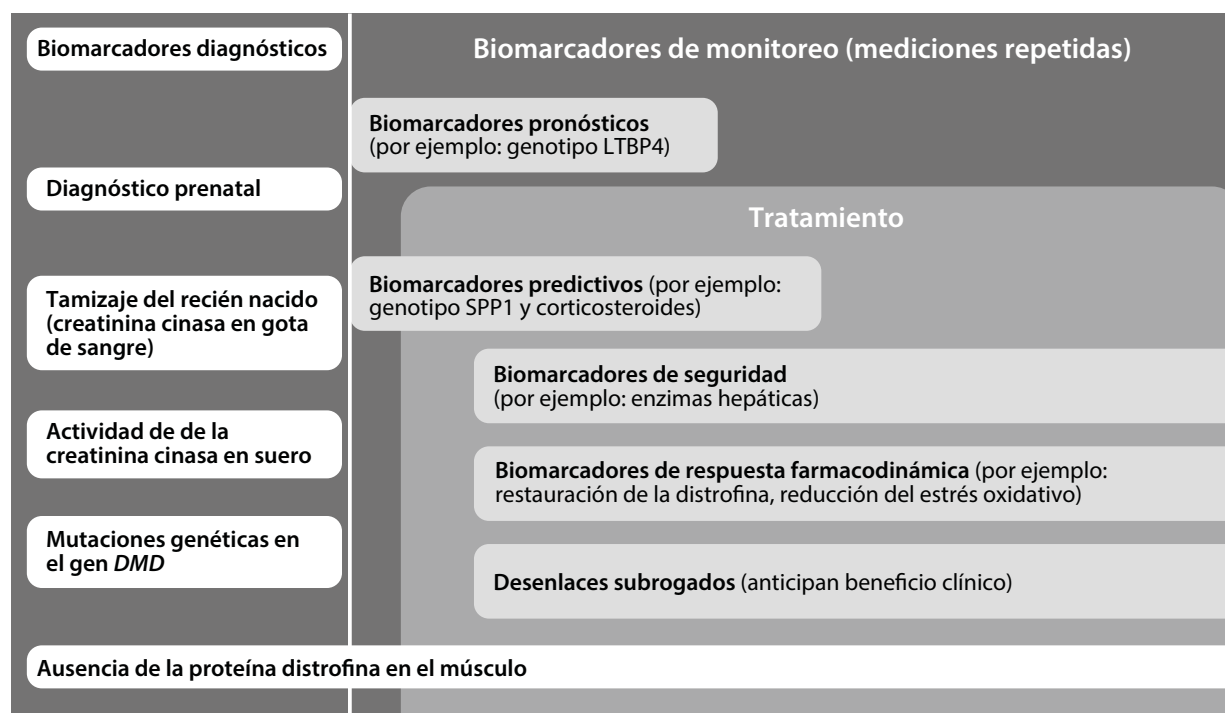 Biomarcadores diagnósticos
Biomarcadores de monitoreo (mediciones repetidas)
Biomarcadores pronósticos
(por ejemplo: genotipo LTBP4)
Diagnóstico prenatal
Tratamiento
Biomarcadores predictivos (por ejemplo:
genotipo SPP1 y corticosteroides)
Tamizaje del recién nacido
(creatinina cinasa en gota
de sangre)
Biomarcadores de seguridad
(por ejemplo: enzimas hepáticas)
Actividad de de la
creatinina cinasa en suero
Biomarcadores de respuesta farmacodinámica (por ejemplo:
restauración de la distrofina, reducción del estrés oxidativo)
Mutaciones genéticas en
el gen DMD
Desenlaces subrogados (anticipan beneficio clínico)
Ausencia de la proteína distrofina en el músculo